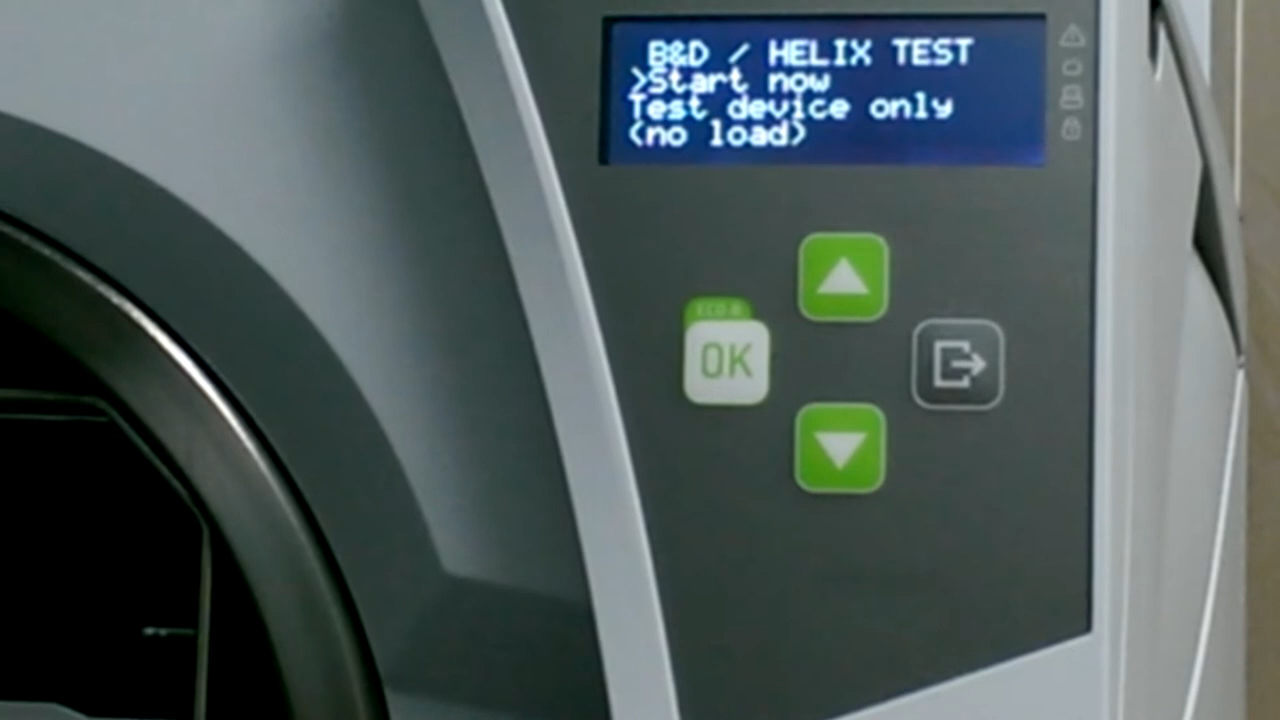 B&D / HELIX TEST
>Start now
Test device only
(no load)
OK